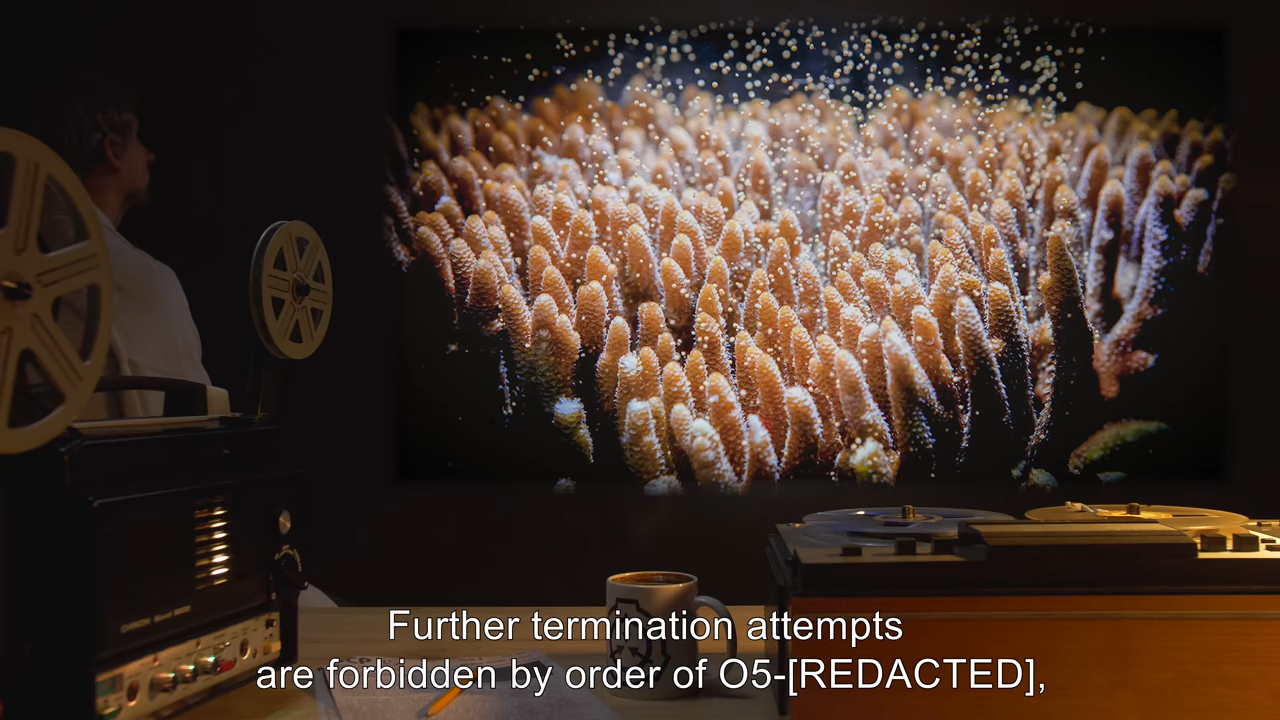 Further termination attempts
are forbidden by order of O5-[REDACTED],